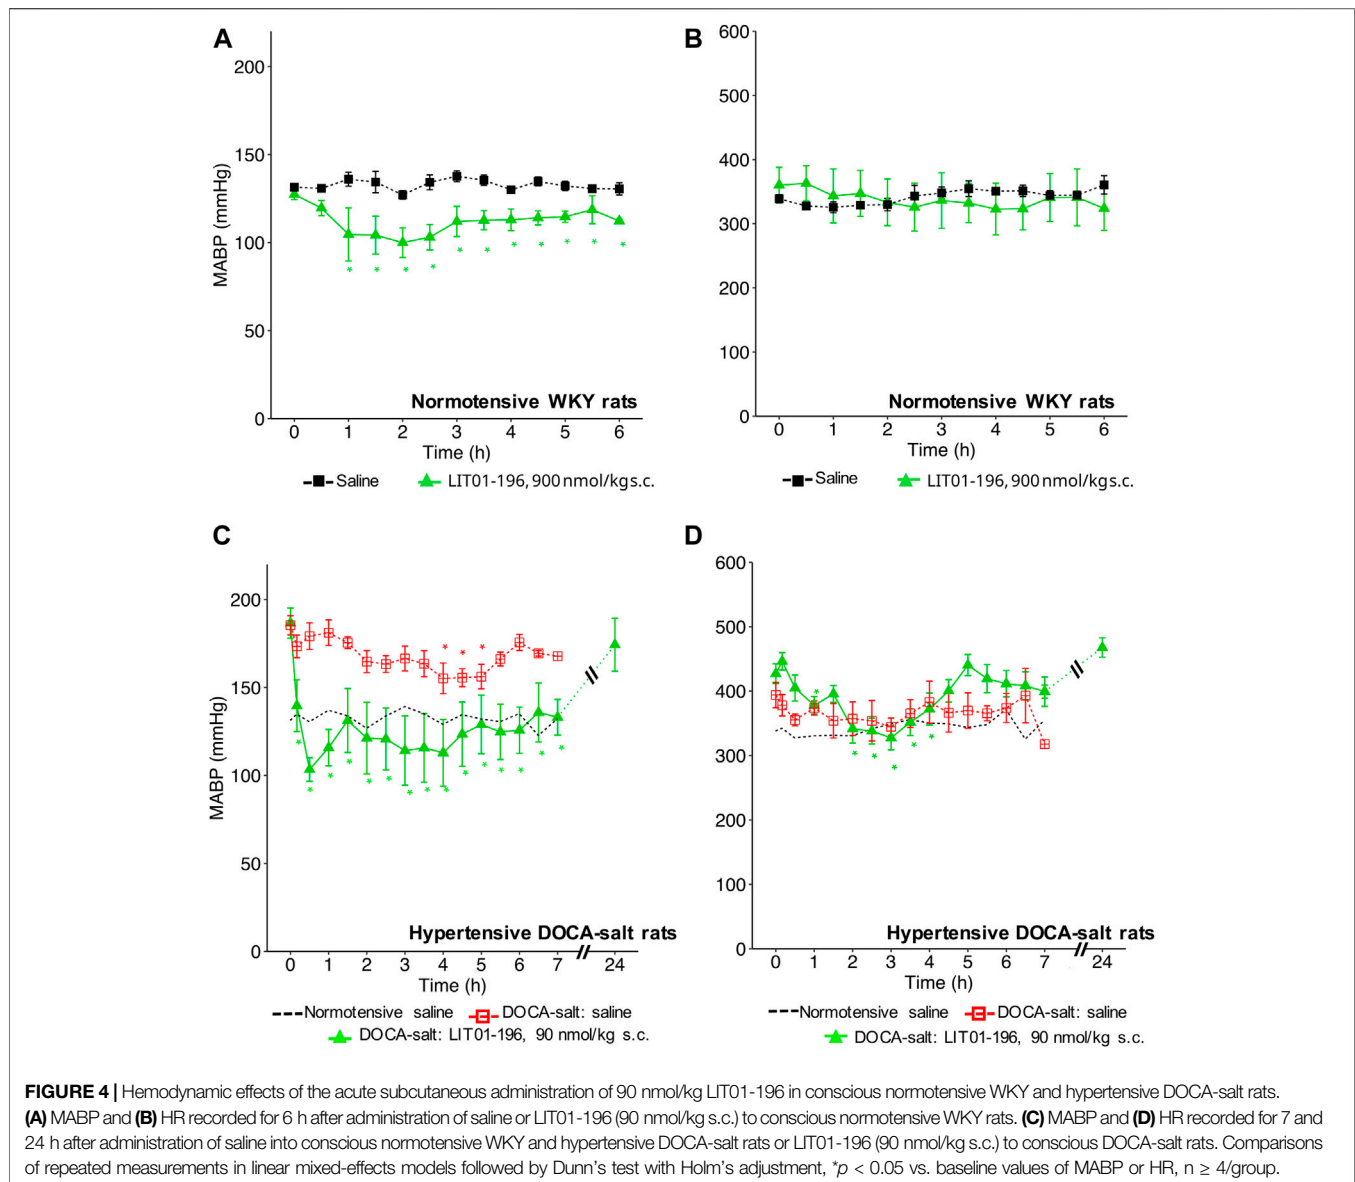 A
200
150
100
50
0
MABP (mmHg)
* * * * * * * * * * *
Normotensive WKY rats
0 1 2 3 4 5 6
Time (h)
Saline LIT01-196, 900 nmol/kg s.c.
B
600
500
400
300
200
100
0
Normotensive WKY rats
0 1 2 3 4 5 6
Time (h)
Saline LIT01-196, 900 nmol/kg s.c.
C
200
150
100
50
0
MABP (mmHg)
* * *
* * * * * * * * * * * * * * *
Hypertensive DOCA-salt rats
0 1 2 3 4 5 6 7 24
Time (h)
Normotensive saline DOCA-salt: saline
DOCA-salt: LIT01-196, 90 nmol/kg s.c.
D
600
500
400
300
200
100
0
* * * * * *
Hypertensive DOCA-salt rats
0 1 2 3 4 5 6 7 24
Time (h)
Normotensive saline DOCA-salt: saline
DOCA-salt: LIT01-196, 90 nmol/kg s.c.
FIGURE 4 | Hemodynamic effects of the acute subcutaneous administration of 90 nmol/kg LIT01-196 in conscious normotensive WKY and hypertensive DOCA-salt rats.
(A) MABP and (B) HR recorded for 6 h after administration of saline or LIT01-196 (90 nmol/kg s.c.) to conscious normotensive WKY rats. (C) MABP and (D) HR recorded for 7 and
24 h after administration of saline into conscious normotensive WKY and hypertensive DOCA-salt rats or LIT01-196 (90 nmol/kg s.c.) to conscious DOCA-salt rats. Comparisons
of repeated measurements in linear mixed-effects models followed by Dunn's test with Holm's adjustment, *p < 0.05 vs. baseline values of MABP or HR, n ≥ 4/group.